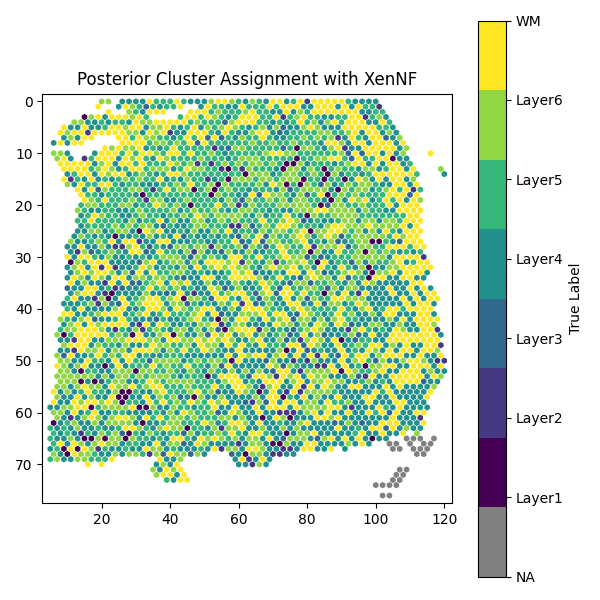 Posterior Cluster Assignment with XenNF
0
10
20
30
40
50
60
70
20
40
60
80
100
120
WM
Layer6
Layer5
Layer4
Layer3
Layer2
Layer1
NA
True Label